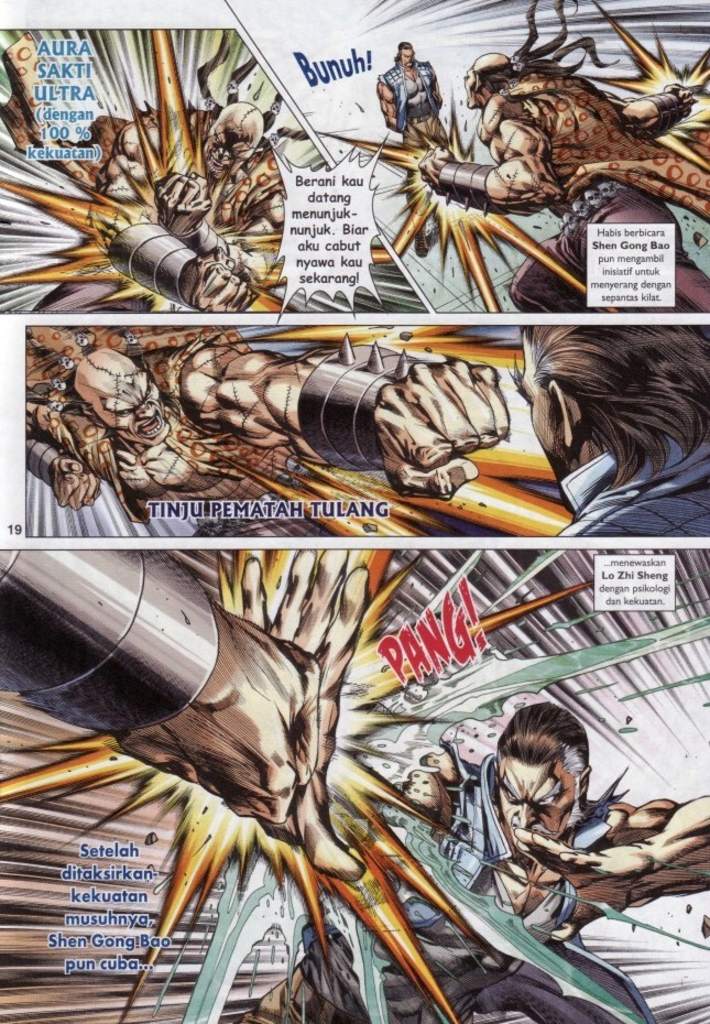 AURA
SAKTI
ULTRA
(dengan
100 %
kekuatan)
Bunuh!
Berani kau
datang
menunjuk-
nunjuk. Biar
aku cabut
nyawa kau
sekarang!
Habis berbicara
Shen Gong Bao
pun mengambil
inisiatif untuk
menyerang dengan
sepantas kilat.
TINJU PEMATAH TULANG
19
...menewaskan
Lo Zhi Sheng
dengan psikologi
dan kekuatan.
PANG!
Setelah
ditaksirkan
kekuatan
musuhnya,
Shen Gong Bao
pun cuba...